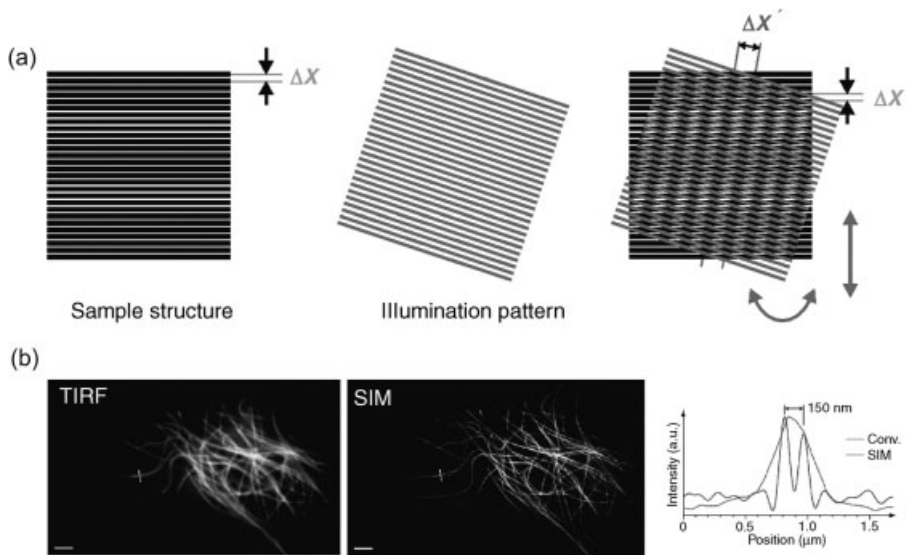 (a)
ΔX
ΔX´
ΔX
Sample structure
Illumination pattern
(b)
TIRF
SIM
150 nm
Conv.
SIM
Intensity (a.u.)
0
0.5
1.0
1.5
Position (μm)